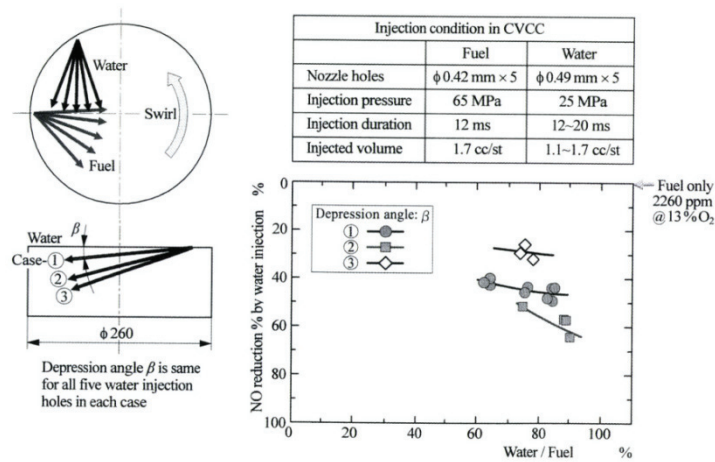 Water
Swirl
Fuel
Water
β
Case-①
②
③
ϕ260
Depression angle β is same
for all five water injection
holes in each case
Injection condition in CVCC
Fuel Water
Nozzle holes ϕ0.42 mm × 5 ϕ0.49 mm × 5
Injection pressure 65 MPa 25 MPa
Injection duration 12 ms 12~20 ms
Injected volume 1.7 cc/st 1.1~1.7 cc/st
Fuel only
2260 ppm
@13%O₂
NO reduction % by water injection %
0
20
40
60
80
100
Depression angle: β
①
②
③
0 20 40 60 80 100
Water / Fuel %